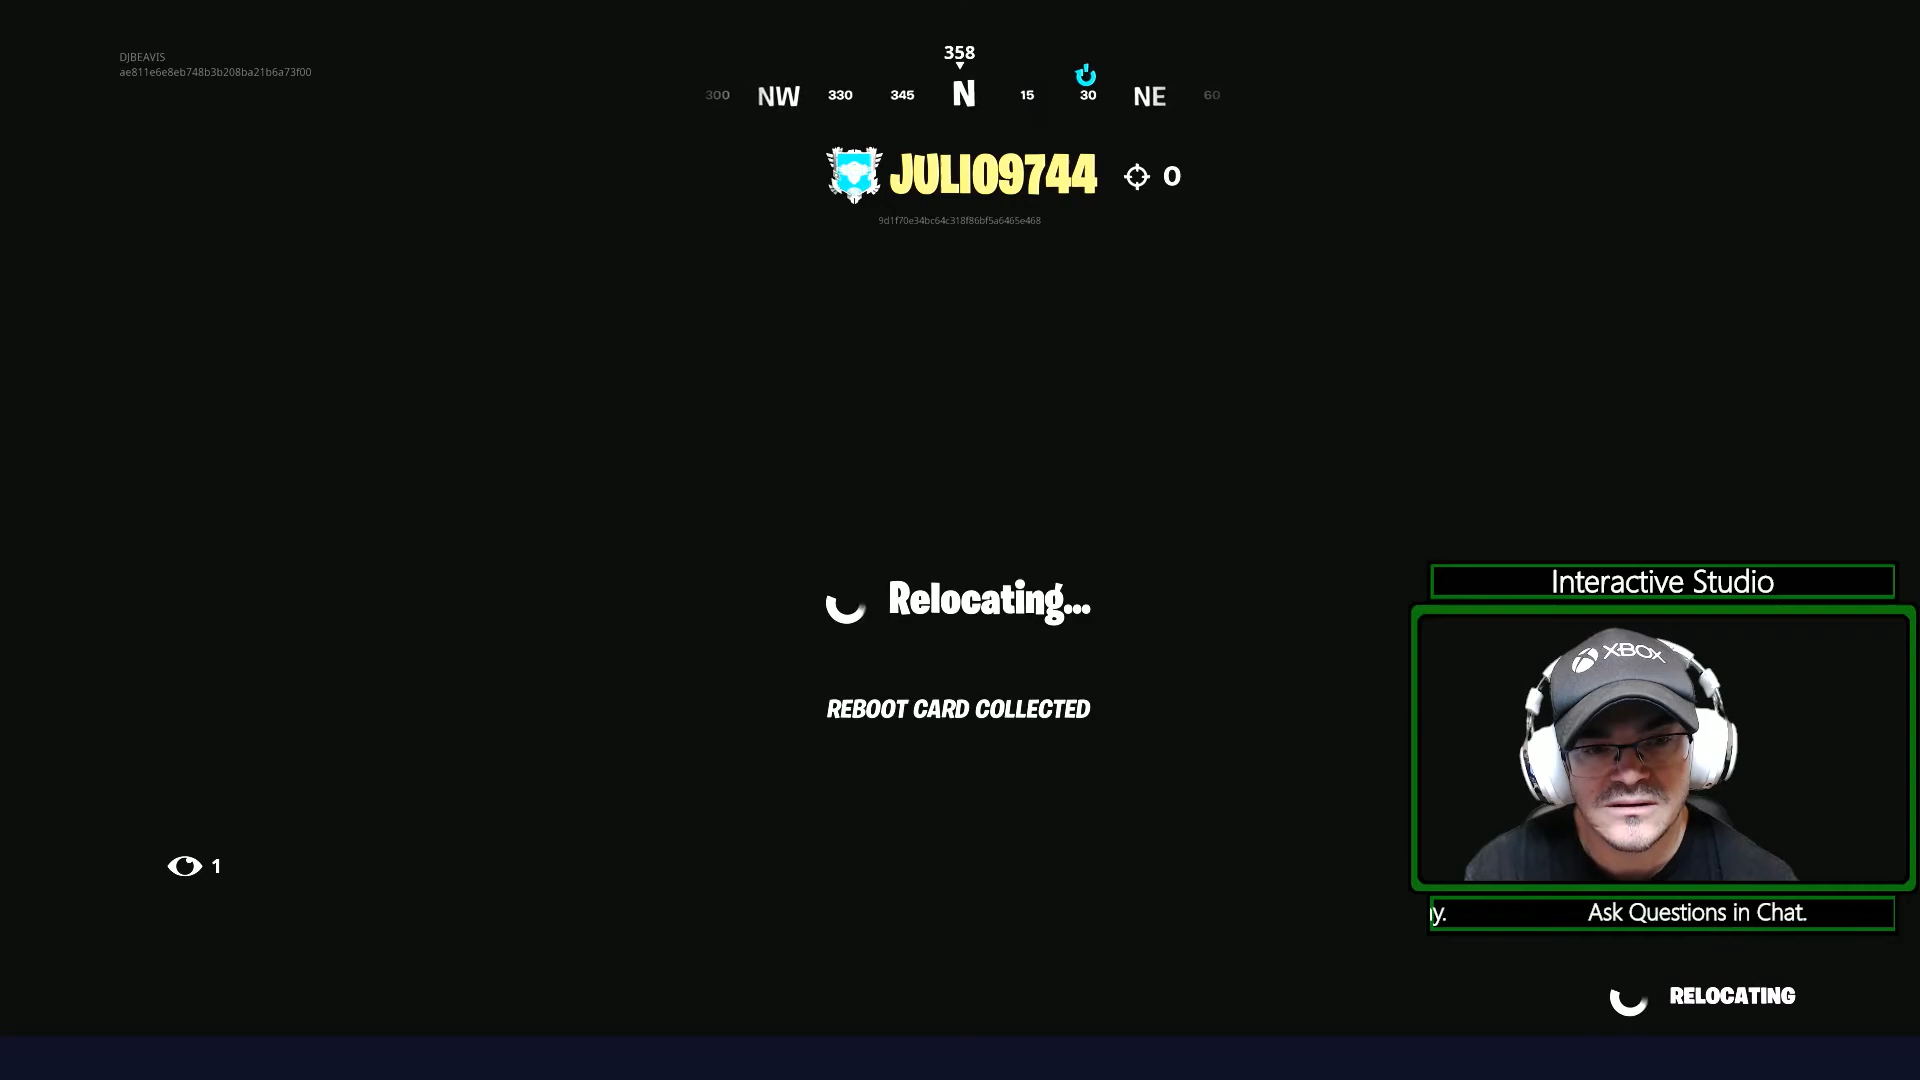 DJBEAVIS
ae811e6e8eb748b3b208ba21b6a73f00
358
300 NW 330 345 N 15 30 NE 60
JULIO9744 0
9d1f70e34bc64c318f86bf5a6465e468
Relocating...
REBOOT CARD COLLECTED
1
Interactive Studio
XBOX
y. Ask Questions in Chat.
RELOCATING